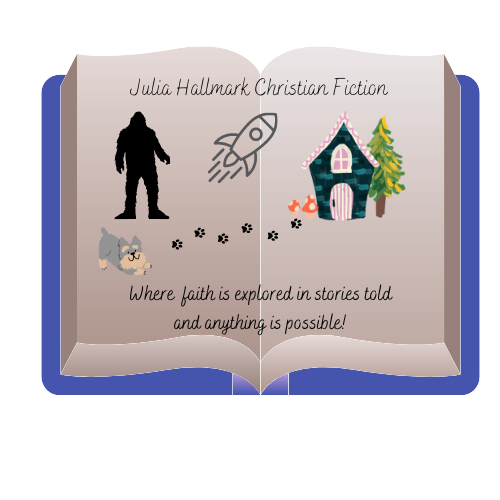 Julia Hallmark Christian Fiction
Where faith is explored in stories told
and anything is possible!